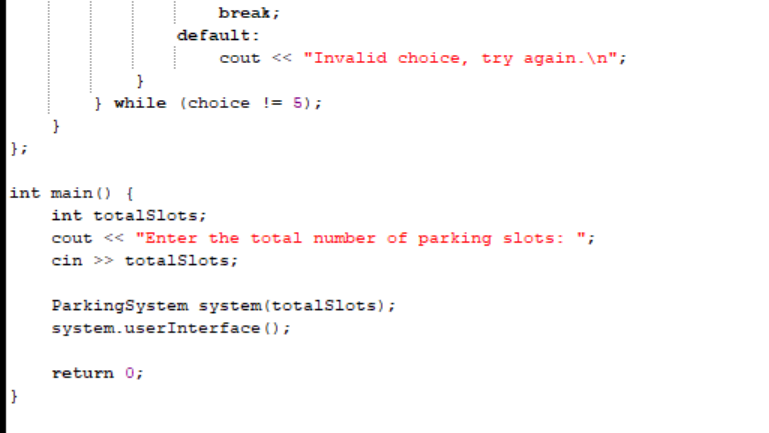 break;
default:
cout << "Invalid choice, try again.\n";
}
} while (choice != 5);
}
};
int main() {
int totalSlots;
cout << "Enter the total number of parking slots: ";
cin >> totalSlots;
ParkingSystem system(totalSlots);
system.userInterface();
return 0;
}